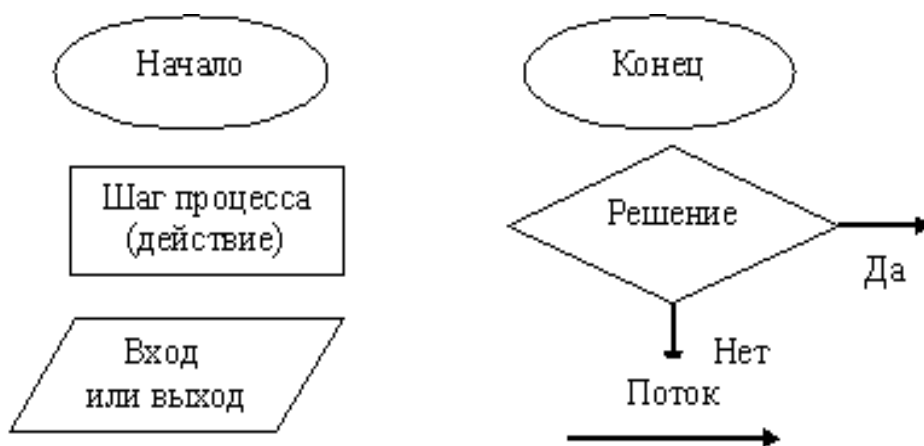 Начало
Конец
Шаг процесса
(действие)
Решение
Да
Вход
или выход
Нет
Поток